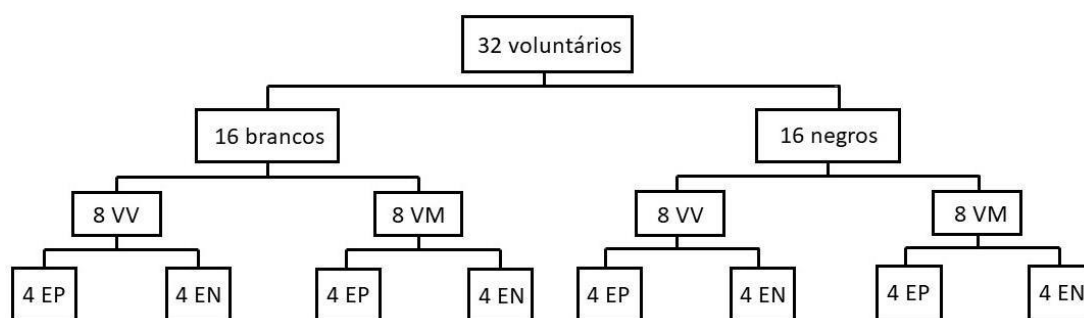 32 voluntários
16 brancos
16 negros
8 VV
8 VM
8 VV
8 VM
4 EP
4 EN
4 EP
4 EN
4 EP
4 EN
4 EP
4 EN